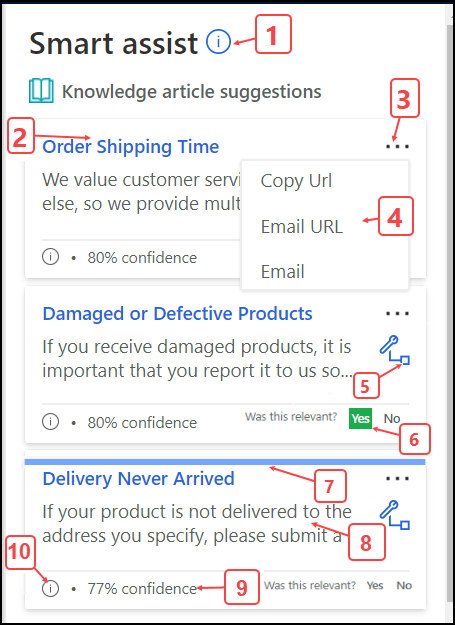 Smart assist
1
Knowledge article suggestions
3
2
Order Shipping Time
We value customer servi
Copy Url
else, so we provide mult
4
Email URL
80% confidence
Email
Damaged or Defective Products
If you receive damaged products, it is
important that you report it to us so...
5
80% confidence
Was this relevant? Yes No
6
Delivery Never Arrived
7
If your product is not delivered to the
address you specify, please submit a
8
10
77% confidence
9
Was this relevant? Yes No